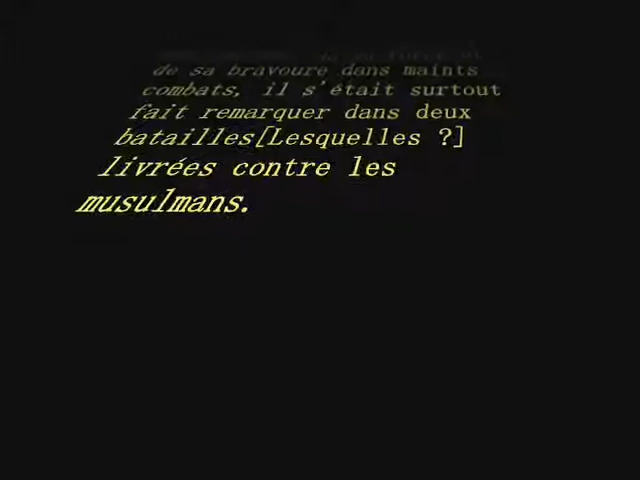 de sa bravoure dans maints
combats, il s'était surtout
fait remarquer dans deux
batailles[Lesquelles ?]
livrées contre les
musulmans.